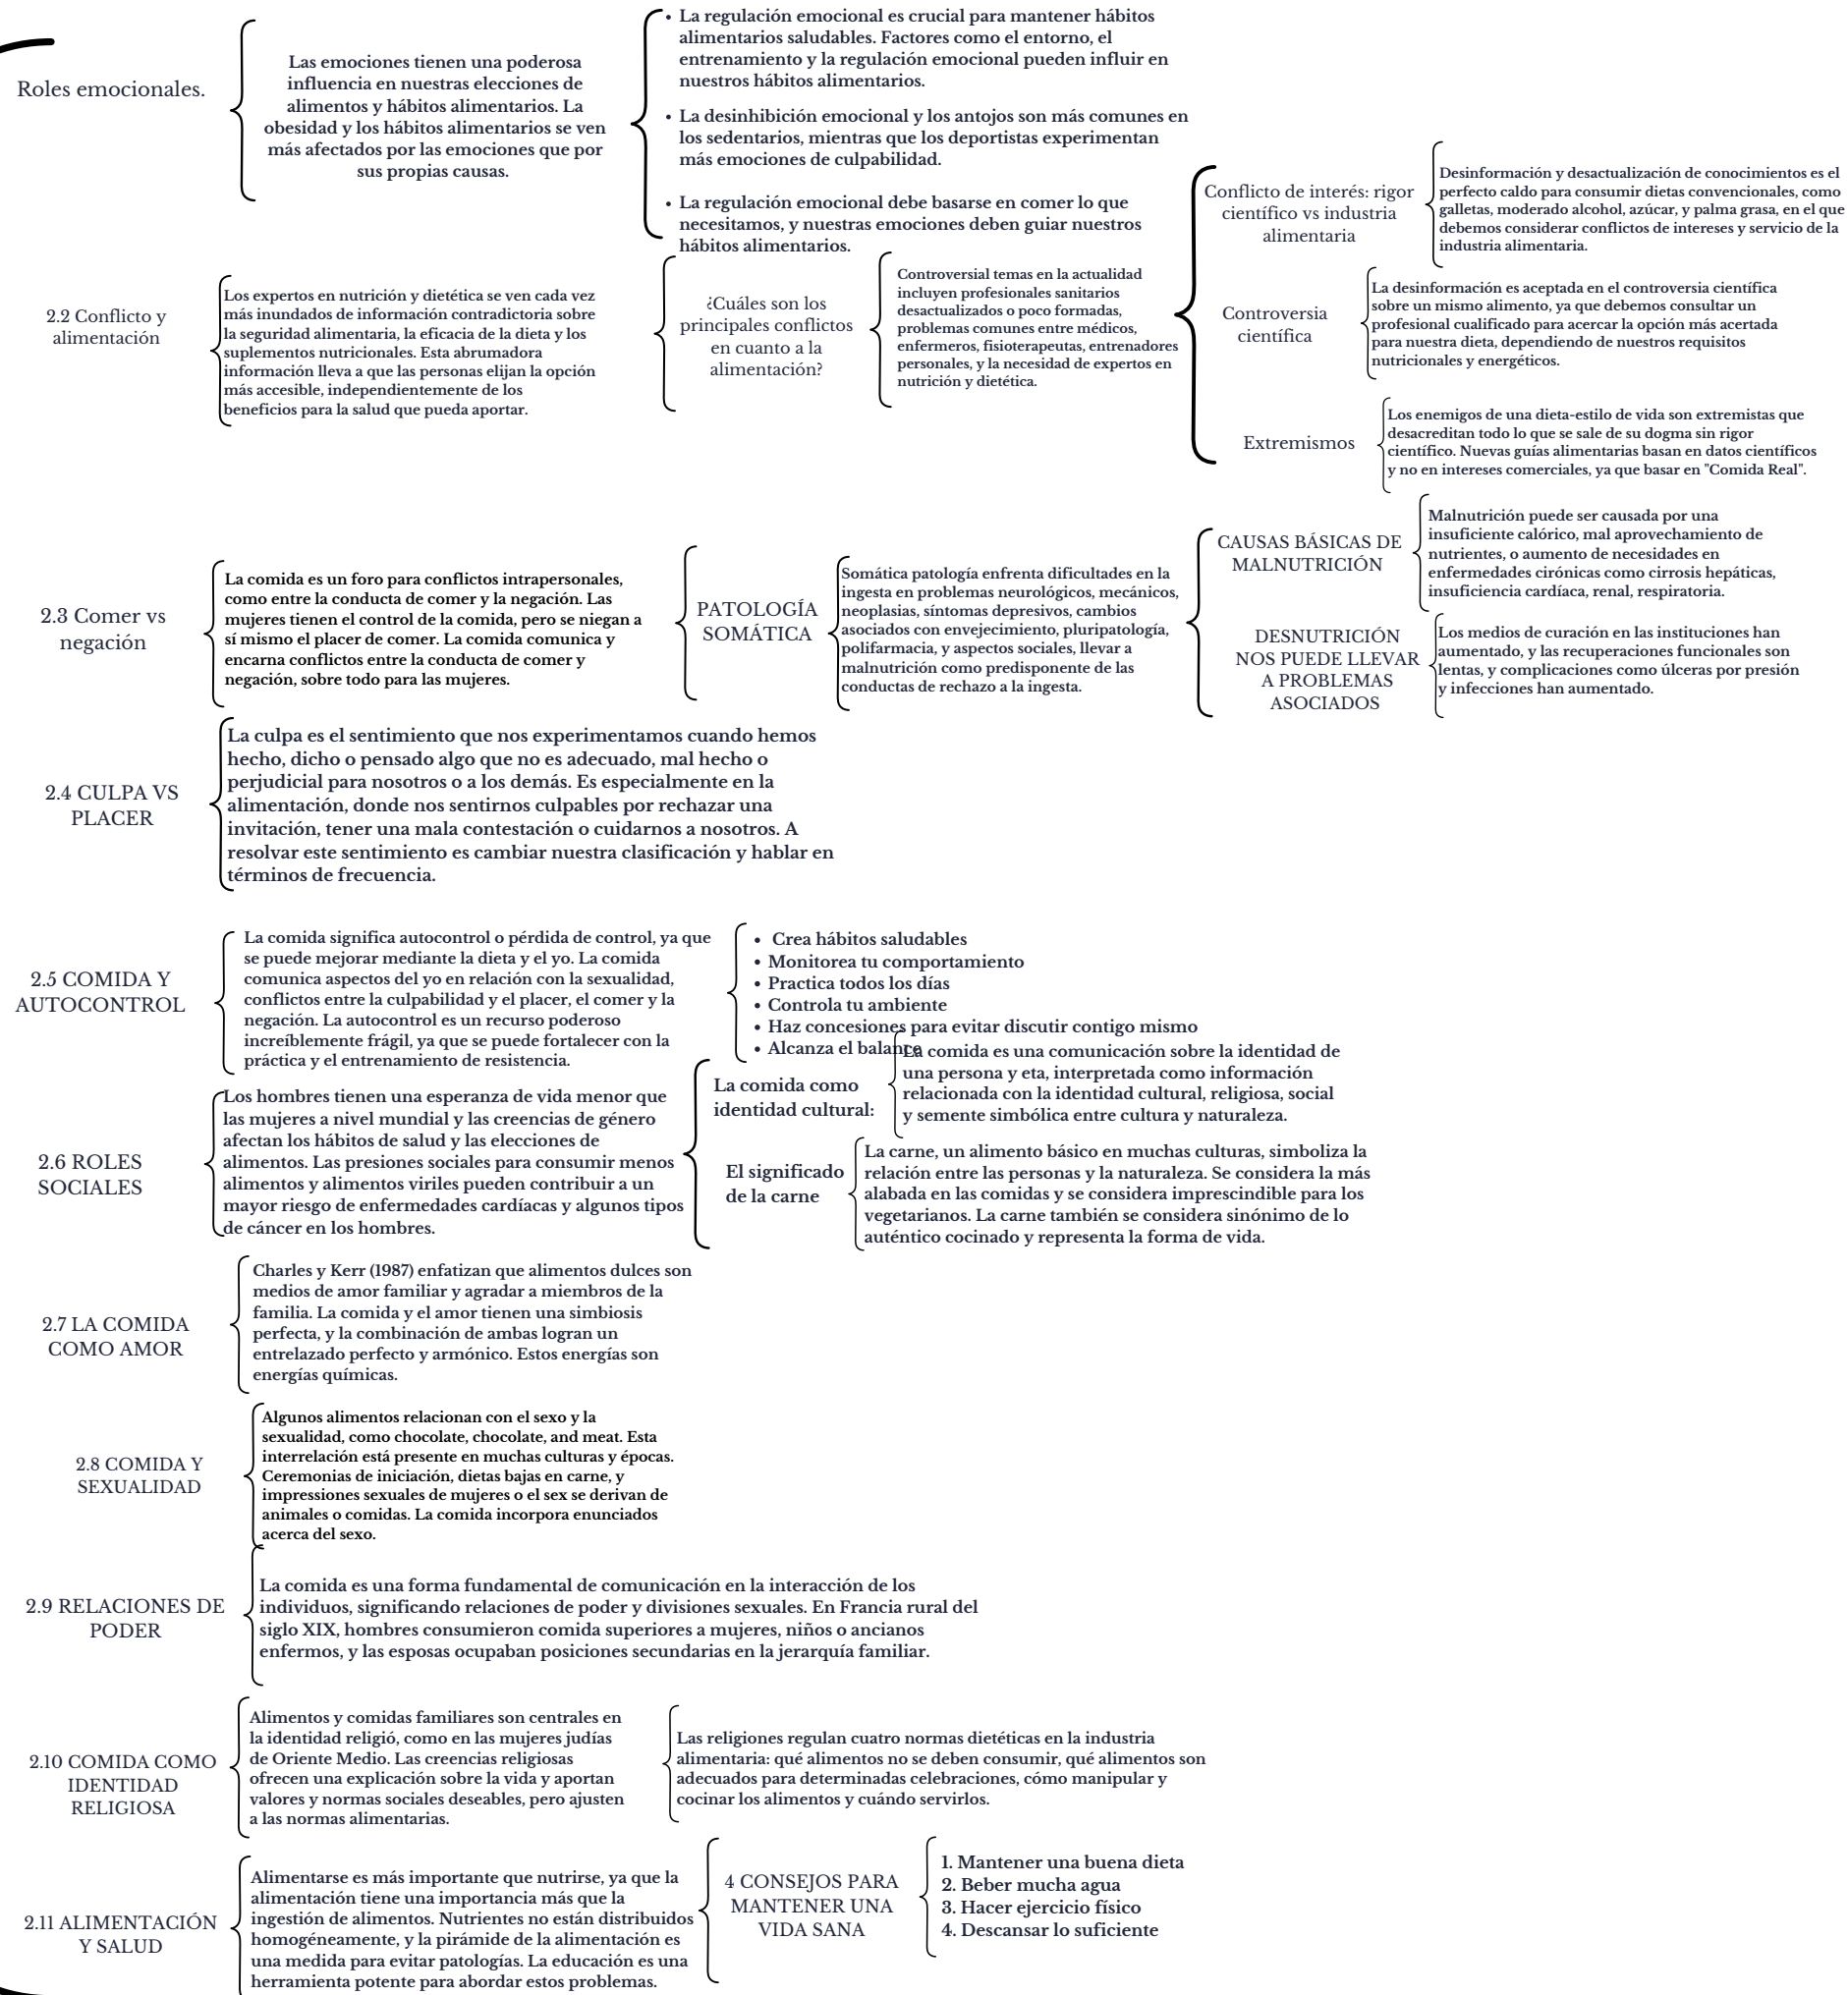 Roles emocionales.
Las emociones tienen una poderosa
influencia en nuestras elecciones de
alimentos y hábitos alimentarios. La
obesidad y los hábitos alimentarios se ven
más afectados por las emociones que por
sus propias causas.
• La regulación emocional es crucial para mantener hábitos
alimentarios saludables. Factores como el entorno, el
entrenamiento y la regulación emocional pueden influir en
nuestros hábitos alimentarios.
• La desinhibición emocional y los antojos son más comunes en
los sedentarios, mientras que los deportistas experimentan
más emociones de culpabilidad.
• La regulación emocional debe basarse en comer lo que
necesitamos, y nuestras emociones deben guiar nuestros
hábitos alimentarios.
2.2 Conflicto y
alimentación
Los expertos en nutrición y dietética se ven cada vez
más inundados de información contradictoria sobre
la seguridad alimentaria, la eficacia de la dieta y los
suplementos nutricionales. Esta abrumadora
información lleva a que las personas elijan la opción
más accesible, independientemente de los
beneficios para la salud que pueda aportar.
¿Cuáles son los
principales conflictos
en cuanto a la
alimentación?
Controversial temas en la actualidad
incluyen profesionales sanitarios
desactualizados o poco formadas,
problemas comunes entre médicos,
enfermeros, fisioterapeutas, entrenadores
personales, y la necesidad de expertos en
nutrición y dietética.
Conflicto de interés: rigor
científico vs industria
alimentaria
Desinformación y desactualización de conocimientos es el
perfecto caldo para consumir dietas convencionales, como
galletas, moderado alcohol, azúcar, y palma grasa, en el que
debemos considerar conflictos de intereses y servicio de la
industria alimentaria.
Controversia
científica
La desinformación es aceptada en el controversia científica
sobre un mismo alimento, ya que debemos consultar un
profesional cualificado para acercar la opción más acertada
para nuestra dieta, dependiendo de nuestros requisitos
nutricionales y energéticos.
Extremismos
Los enemigos de una dieta-estilo de vida son extremistas que
desacreditan todo lo que se sale de su dogma sin rigor
científico. Nuevas guías alimentarias basan en datos científicos
y no en intereses comerciales, ya que basar en "Comida Real".
2.3 Comer vs
negación
La comida es un foro para conflictos intrapersonales,
como entre la conducta de comer y la negación. Las
mujeres tienen el control de la comida, pero se niegan a
sí mismo el placer de comer. La comida comunica y
encarna conflictos entre la conducta de comer y
negación, sobre todo para las mujeres.
PATOLOGÍA
SOMÁTICA
Somática patología enfrenta dificultades en la
ingesta en problemas neurológicos, mecánicos,
neoplasias, síntomas depresivos, cambios
asociados con envejecimiento, pluripatología,
polifarmacia, y aspectos sociales, llevar a
malnutrición como predisponente de las
conductas de rechazo a la ingesta.
CAUSAS BÁSICAS DE
MALNUTRICIÓN
Malnutrición puede ser causada por una
insuficiente calórico, mal aprovechamiento de
nutrientes, o aumento de necesidades en
enfermedades cirónicas como cirrosis hepáticas,
insuficiencia cardíaca, renal, respiratoria.
DESNUTRICIÓN
NOS PUEDE LLEVAR
A PROBLEMAS
ASOCIADOS
Los medios de curación en las instituciones han
aumentado, y las recuperaciones funcionales son
lentas, y complicaciones como úlceras por presión
y infecciones han aumentado.
2.4 CULPA VS
PLACER
La culpa es el sentimiento que nos experimentamos cuando hemos
hecho, dicho o pensado algo que no es adecuado, mal hecho o
perjudicial para nosotros o a los demás. Es especialmente en la
alimentación, donde nos sentirnos culpables por rechazar una
invitación, tener una mala contestación o cuidarnos a nosotros. A
resolvar este sentimiento es cambiar nuestra clasificación y hablar en
términos de frecuencia.
2.5 COMIDA Y
AUTOCONTROL
La comida significa autocontrol o pérdida de control, ya que
se puede mejorar mediante la dieta y el yo. La comida
comunica aspectos del yo en relación con la sexualidad,
conflictos entre la culpabilidad y el placer, el comer y la
negación. La autocontrol es un recurso poderoso
increíblemente frágil, ya que se puede fortalecer con la
práctica y el entrenamiento de resistencia.
• Crea hábitos saludables
• Monitorea tu comportamiento
• Practica todos los días
• Controla tu ambiente
• Haz concesiones para evitar discutir contigo mismo
• Alcanza el balance
2.6 ROLES
SOCIALES
Los hombres tienen una esperanza de vida menor que
las mujeres a nivel mundial y las creencias de género
afectan los hábitos de salud y las elecciones de
alimentos. Las presiones sociales para consumir menos
alimentos y alimentos viriles pueden contribuir a un
mayor riesgo de enfermedades cardíacas y algunos tipos
de cáncer en los hombres.
La comida como
identidad cultural:
La comida es una comunicación sobre la identidad de
una persona y eta, interpretada como información
relacionada con la identidad cultural, religiosa, social
y semente simbólica entre cultura y naturaleza.
El significado
de la carne
La carne, un alimento básico en muchas culturas, simboliza la
relación entre las personas y la naturaleza. Se considera la más
alabada en las comidas y se considera imprescindible para los
vegetarianos. La carne también se considera sinónimo de lo
auténtico cocinado y representa la forma de vida.
2.7 LA COMIDA
COMO AMOR
Charles y Kerr (1987) enfatizan que alimentos dulces son
medios de amor familiar y agradar a miembros de la
familia. La comida y el amor tienen una simbiosis
perfecta, y la combinación de ambas logran un
entrelazado perfecto y armónico. Estos energías son
energías químicas.
2.8 COMIDA Y
SEXUALIDAD
Algunos alimentos relacionan con el sexo y la
sexualidad, como chocolate, chocolate, and meat. Esta
interrelación está presente en muchas culturas y épocas.
Ceremonias de iniciación, dietas bajas en carne, y
impressiones sexuales de mujeres o el sex se derivan de
animales o comidas. La comida incorpora enunciados
acerca del sexo.
2.9 RELACIONES DE
PODER
La comida es una forma fundamental de comunicación en la interacción de los
individuos, significando relaciones de poder y divisiones sexuales. En Francia rural del
siglo XIX, hombres consumieron comida superiores a mujeres, niños o ancianos
enfermos, y las esposas ocupaban posiciones secundarias en la jerarquía familiar.
2.10 COMIDA COMO
IDENTIDAD
RELIGIOSA
Alimentos y comidas familiares son centrales en
la identidad religió, como en las mujeres judías
de Oriente Medio. Las creencias religiosas
ofrecen una explicación sobre la vida y aportan
valores y normas sociales deseables, pero ajusten
a las normas alimentarias.
Las religiones regulan cuatro normas dietéticas en la industria
alimentaria: qué alimentos no se deben consumir, qué alimentos son
adecuados para determinadas celebraciones, cómo manipular y
cocinar los alimentos y cuándo servirlos.
2.11 ALIMENTACIÓN
Y SALUD
Alimentarse es más importante que nutrirse, ya que la
alimentación tiene una importancia más que la
ingestión de alimentos. Nutrientes no están distribuidos
homogéneamente, y la pirámide de la alimentación es
una medida para evitar patologías. La educación es una
herramienta potente para abordar estos problemas.
4 CONSEJOS PARA
MANTENER UNA
VIDA SANA
1. Mantener una buena dieta
2. Beber mucha agua
3. Hacer ejercicio físico
4. Descansar lo suficiente